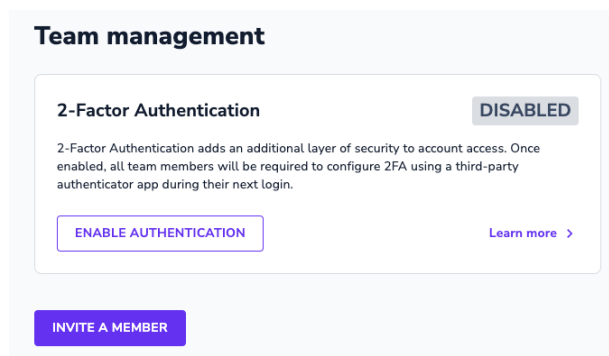 Team management
2-Factor Authentication
DISABLED
2-Factor Authentication adds an additional layer of security to account access. Once
enabled, all team members will be required to configure 2FA using a third-party
authenticator app during their next login.
ENABLE AUTHENTICATION
Learn more
INVITE A MEMBER